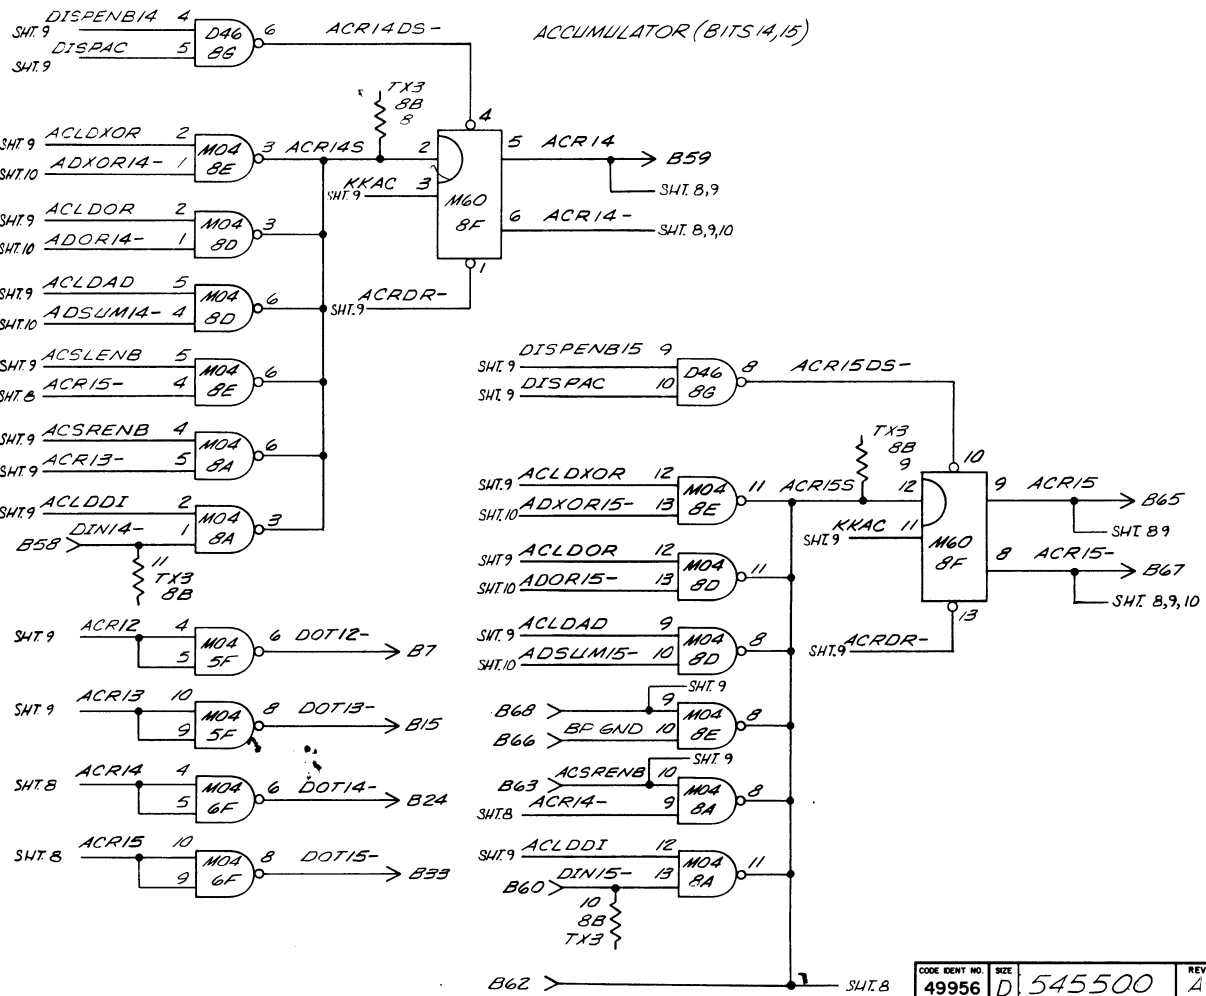 ACCUMULATOR (BITS 14,15)
SHT. 9 DISPENB14 4
SHT. 9 DISPAC 5
D46 8G
6 ACR14DS-
TX3 8B 8
4
SHT 9 ACLDXOR 2
SHT.10 ADXOR14- 1
M04 8E
3 ACR14S
2
SHT. 9 KKAC 3
M60 8F
5 ACR14
B59
SHT. 8,9
6 ACR14-
SHT. 8,9,10
1
SHT.9 ACRDR-
SHT. 9 ACLDOR 2
SHT.10 ADOR14- 1
M04 8D
3
SHT.9 ACLDAD 5
SHT.10 ADSUM14- 4
M04 8D
6
SHT.9 ACSLENB 5
SHT.8 ACR15- 4
M04 8E
6
SHT.9 ACSRENB 4
SHT.9 ACR13- 5
M04 8A
6
SHT.9 ACLDDI 2
B58 DIN14- 1
M04 8A
3
11 TX3 8B
SHT. 9 ACR12 4
5
M04 5F
6 DOT12-
B7
SHT. 9 ACR13 10
9
M04 5F
8 DOT13-
B15
SHT.8 ACR14 4
5
M04 6F
6 DOT14-
B24
SHT.8 ACR15 10
9
M04 6F
8 DOT15-
B33
SHT. 9 DISPENB15 9
SHT. 9 DISPAC 10
D46 8G
8 ACR15DS-
TX3 8B 9
10
SHT.9 ACLDXOR 12
SHT.10 ADXOR15- 13
M04 8E
11 ACR15S
12
SHT.9 KKAC 11
M60 8F
9 ACR15
B65
SHT. 8 9
8 ACR15-
B67
SHT. 8,9,10
13
SHT.9 ACRDR-
SHT 9 ACLDOR 12
SHT.10 ADOR15- 13
M04 8D
11
SHT. 9 ACLDAD 9
SHT.10 ADSUM15- 10
M04 8D
8
B68
SHT. 9
9
B66 BP GND 10
M04 8E
8
B63 ACSRENB 10
SHT. 9
SHT.8 ACR14- 9
M04 8A
8
SHT.9 ACLDDI 12
B60 DIN15- 13
M04 8A
11
10 8B TX3
B62
SHT.8
CODE IDENT NO. 49956
SIZE D
545500
REV A